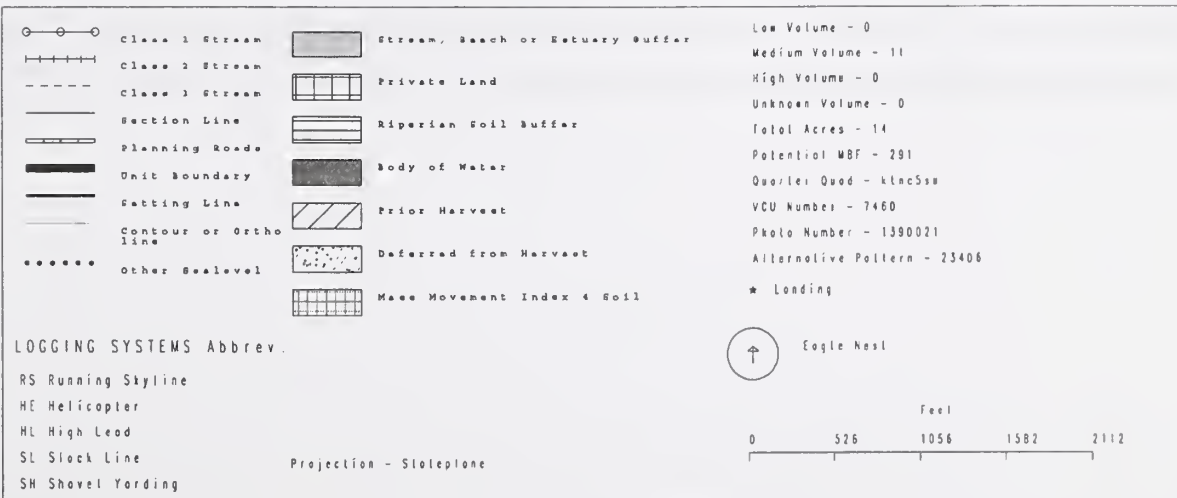 Class 1 Stream
Class 2 Stream
Class 3 Stream
Section Line
Planning Roads
Unit Boundary
Setting Line
Contour or Ortho
line
Other Sealevel
Stream, Beach or Estuary Buffer
Private Land
Riperian Soil Buffer
Body of Water
Prior Harvest
Deferred from Harvest
Mass Movement Index 4 Soil
Low Volume - 0
Medium Volume - 11
High Volume - 0
Unknown Volume - 0
Total Acres - 14
Potential MBF - 291
Quarter Quad - ktnc5sw
VCU Number - 7460
Photo Number - 1390021
Alternative Pattern - 23406
★ Landing
Eagle Nest
LOGGING SYSTEMS Abbrev.
RS Running Skyline
HE Helicopter
HL High Lead
SL Slack Line
SH Shovel Yarding
Projection - Stateplane
Feet
0 526 1056 1582 2112